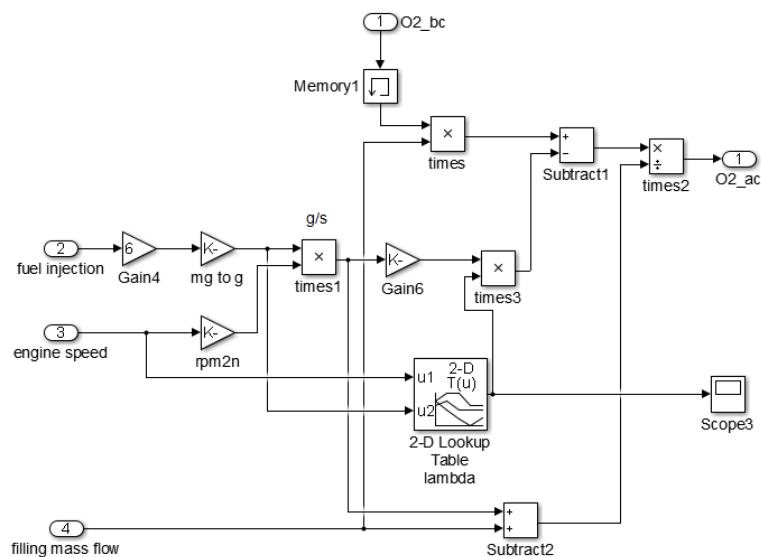 1
O2_bc
Memory1
×
times
+
−
Subtract1
×
÷
times2
1
O2_ac
g/s
2
fuel injection
6
Gain4
K-
mg to g
×
times1
K-
Gain6
×
times3
3
engine speed
K-
rpm2n
2-D
T(u)
u1
u2
2-D Lookup
Table
lambda
Scope3
4
filling mass flow
+
+
Subtract2